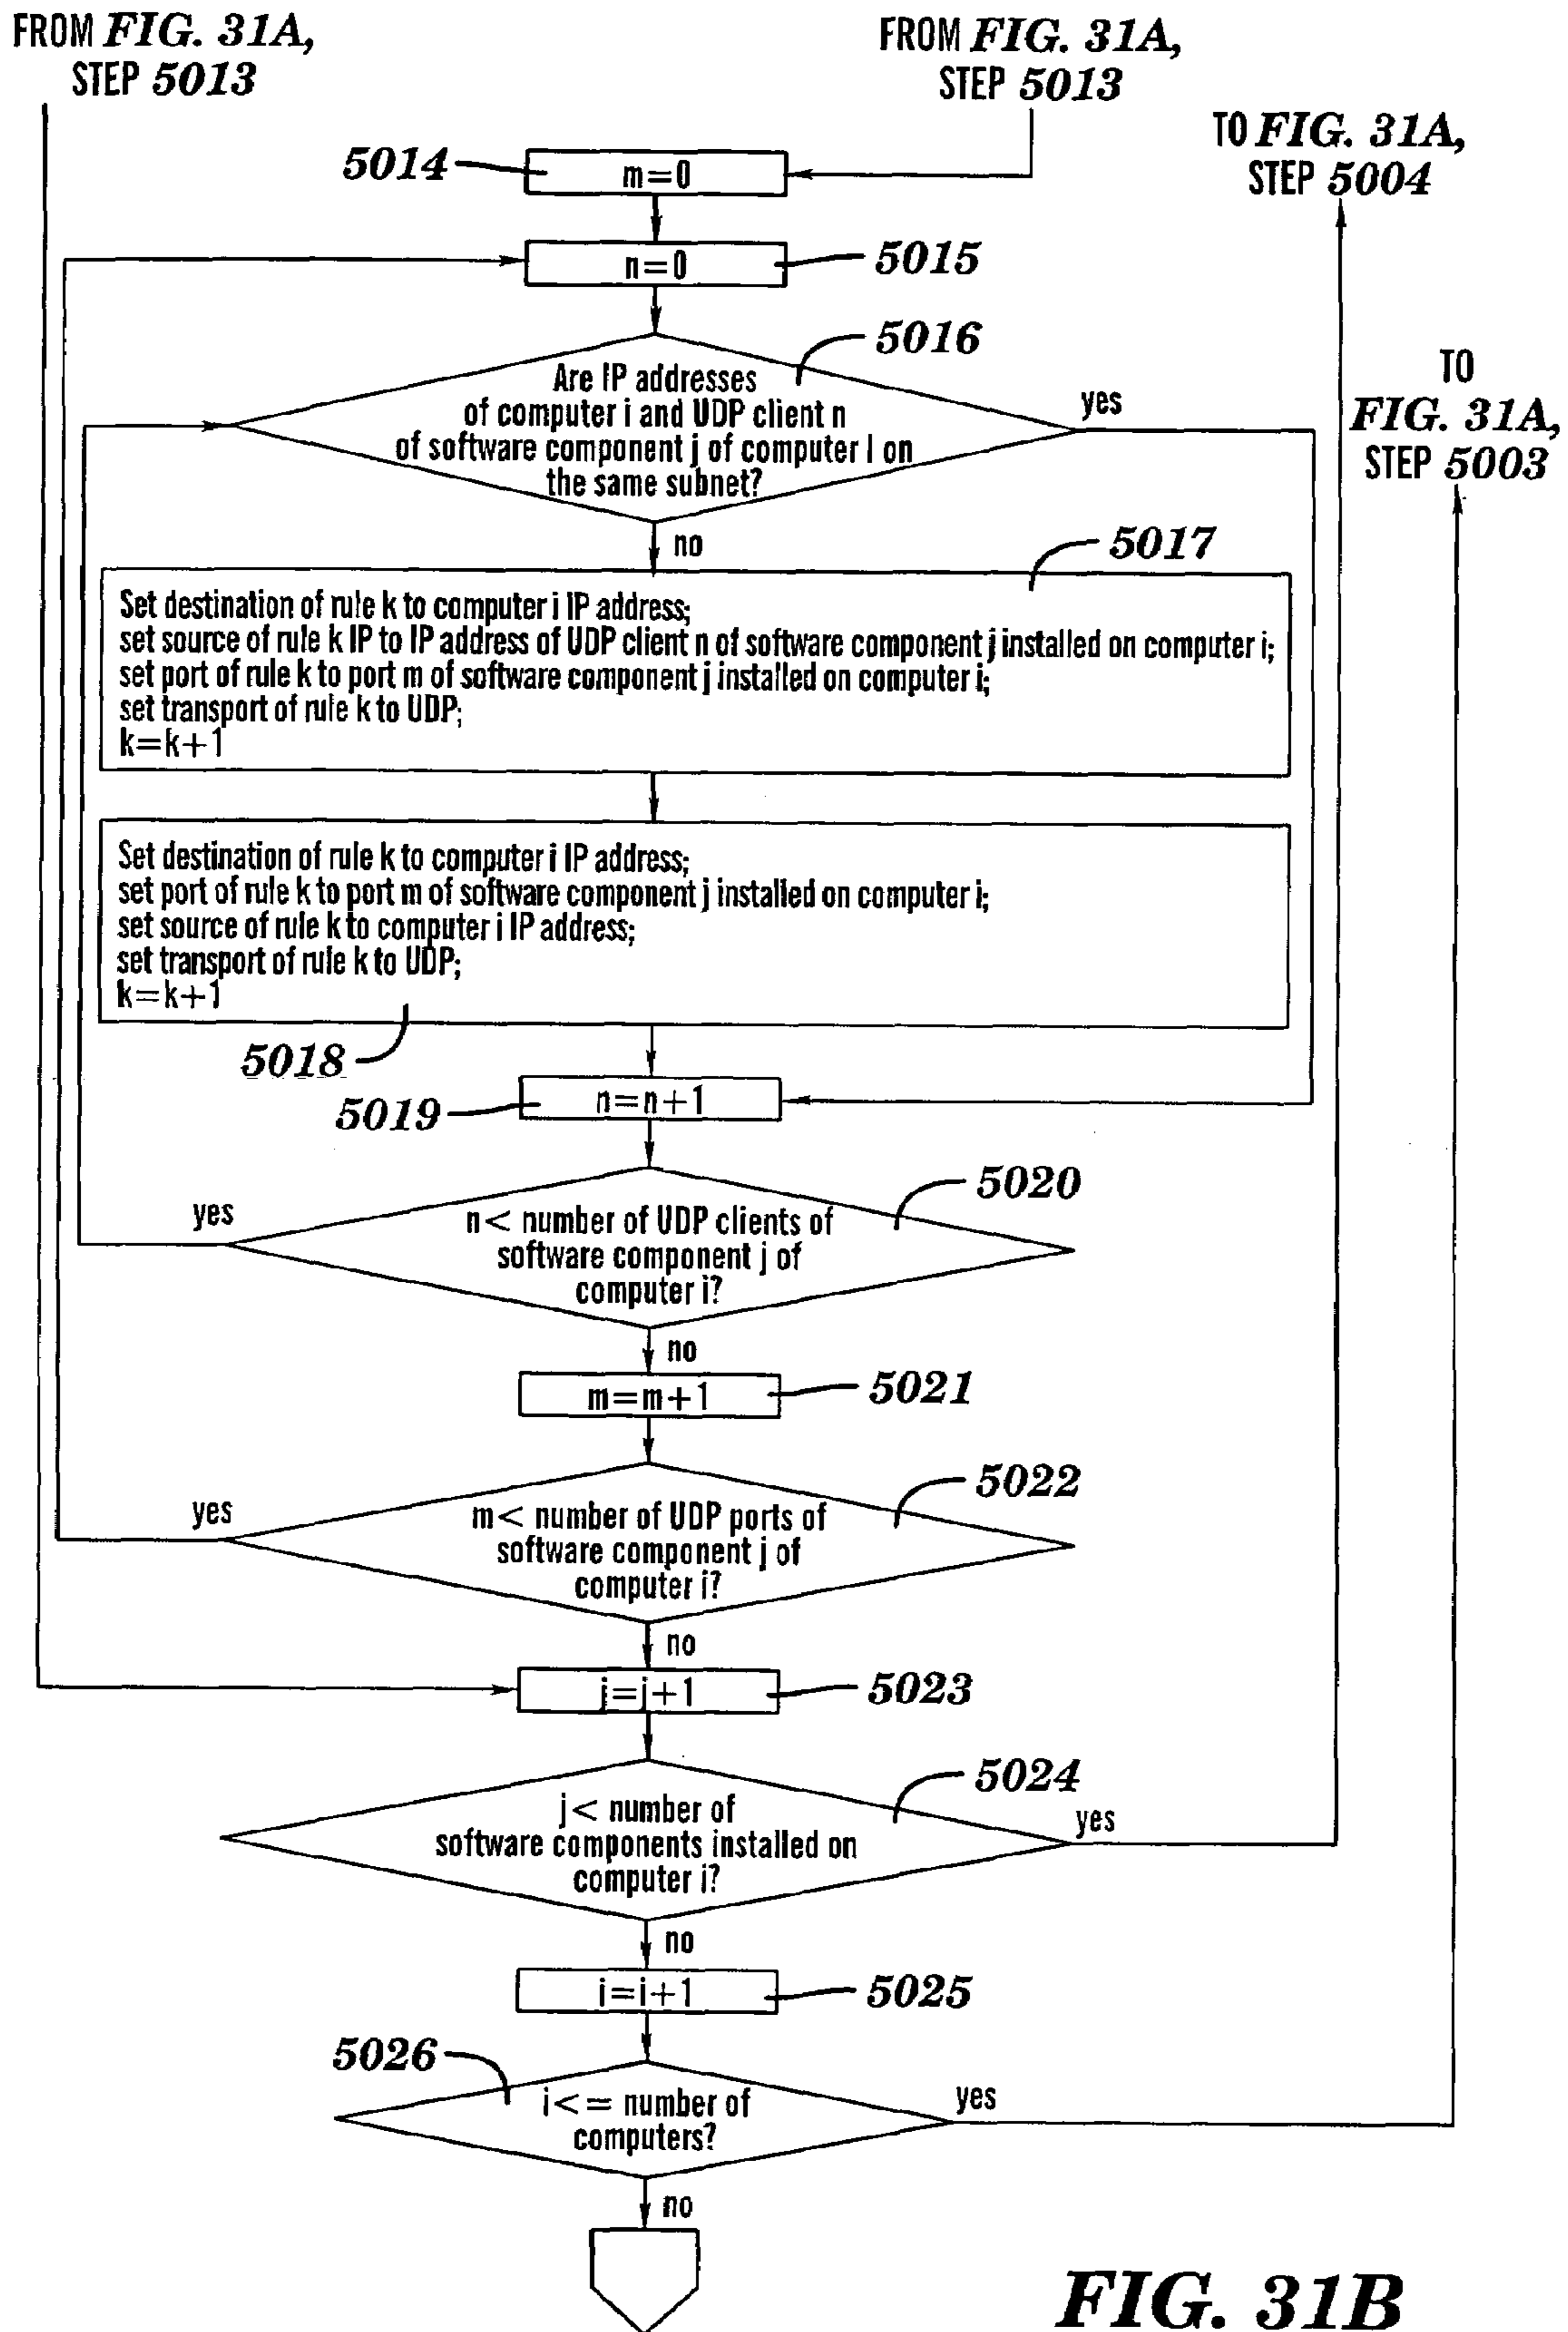 FROM FIG. 31A,
STEP 5013
FROM FIG. 31A,
STEP 5013
TO FIG. 31A,
STEP 5004
5014
m=0
n=0
5015
5016
TO
FIG. 31A,
STEP 5003
Are IP addresses
of computer i and UDP client n
of software component j of computer I on
the same subnet?
yes
no
5017
Set destination of rule k to computer i IP address;
set source of rule k IP to IP address of UDP client n of software component j installed on computer i;
set port of rule k to port m of software component j installed on computer i;
set transport of rule k to UDP;
k=k+1
Set destination of rule k to computer i IP address;
set port of rule k to port m of software component j installed on computer i;
set source of rule k to computer i IP address;
set transport of rule k to UDP;
k=k+1
5018
5019
n=n+1
5020
yes
n< number of UDP clients of
software component j of
computer i?
no
m=m+1
5021
5022
yes
m< number of UDP ports of
software component j of
computer i?
no
j=j+1
5023
5024
j< number of
software components installed on
computer i?
yes
no
i=i+1
5025
5026
i<= number of
computers?
yes
no
FIG. 31B